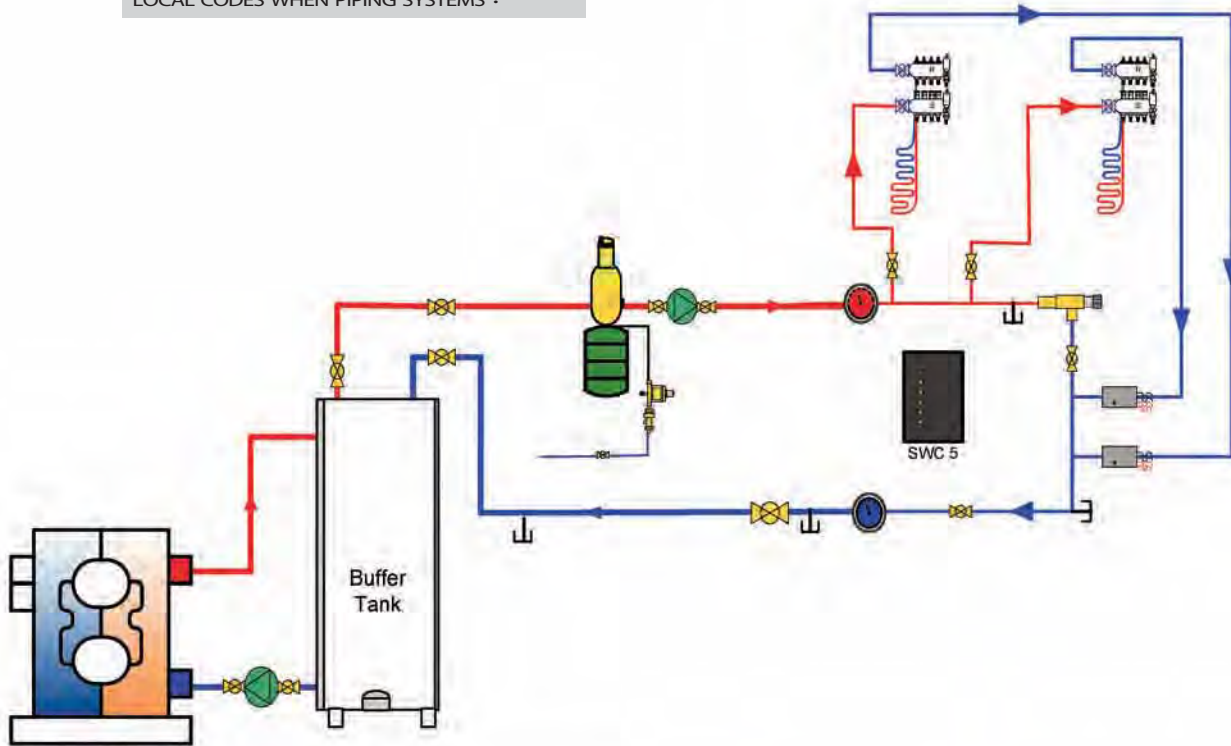 LOCAL CODES WHEN PIPING SYSTEMS .
SWC 5
Buffer
Tank